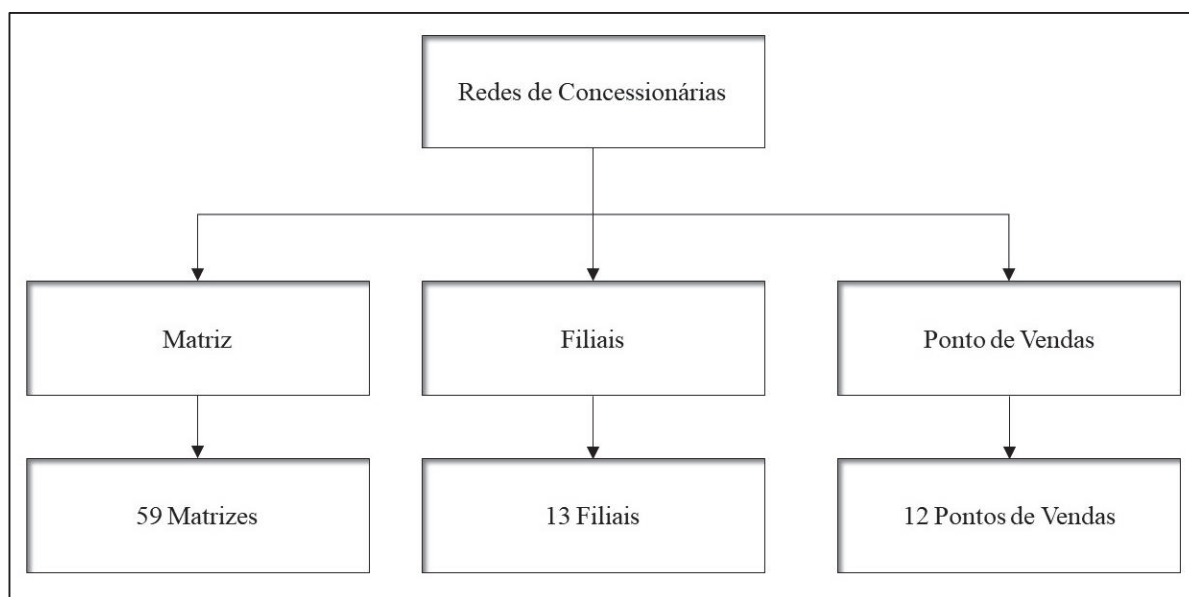 Redes de Concessionárias
Matriz
Filiais
Ponto de Vendas
59 Matrizes
13 Filiais
12 Pontos de Vendas